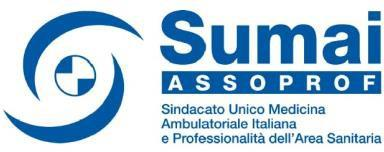 Sumai
ASSOPROF
Sindacato Unico Medicina
Ambulatoriale Italiana
e Professionalità dell'Area Sanitaria